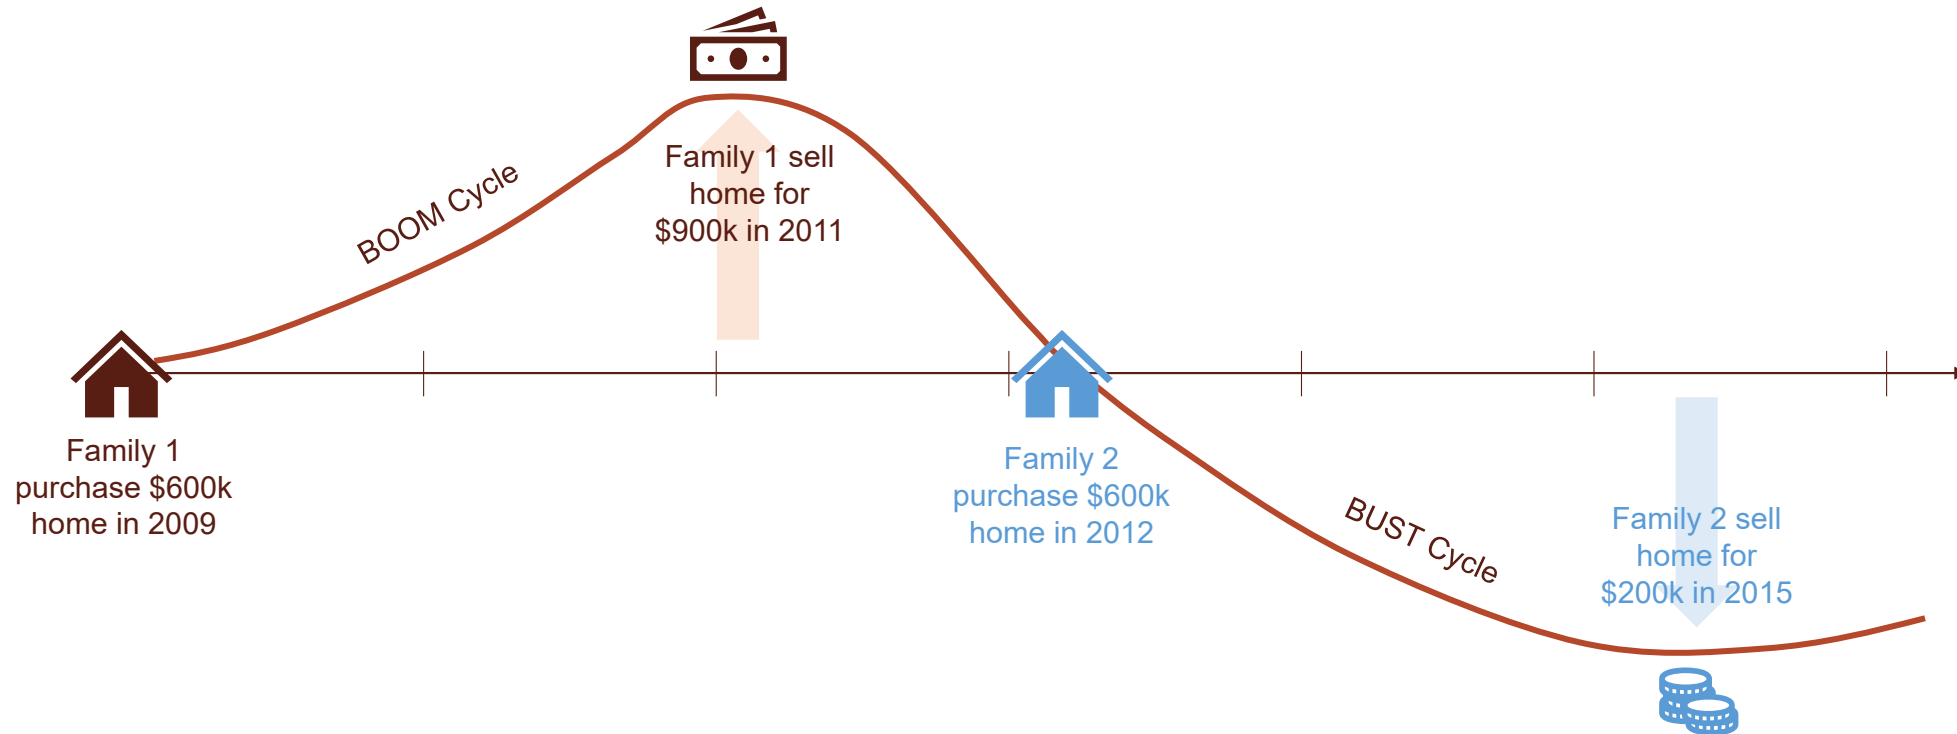 BOOM Cycle
Family 1 sell
home for
$900k in 2011
Family 1
purchase $600k
home in 2009
Family 2
purchase $600k
home in 2012
BUST Cycle
Family 2 sell
home for
$200k in 2015